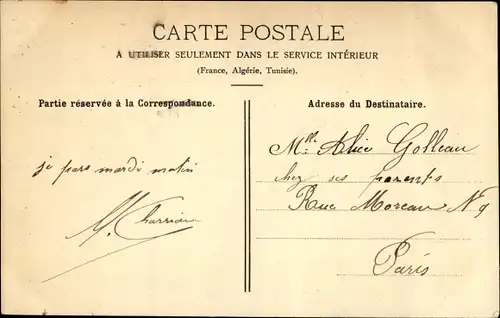 CARTE POSTALE
A UTILISER SEULEMENT DANS LE SERVICE INTÉRIEUR
(France, Algérie, Tunisie).
Partie réservée à la Correspondance.
je pars mardi matin
Adresse du Destinataire.
Mlle Alice Golleau
chez ses parents
Rue Moreau N 9
Paris